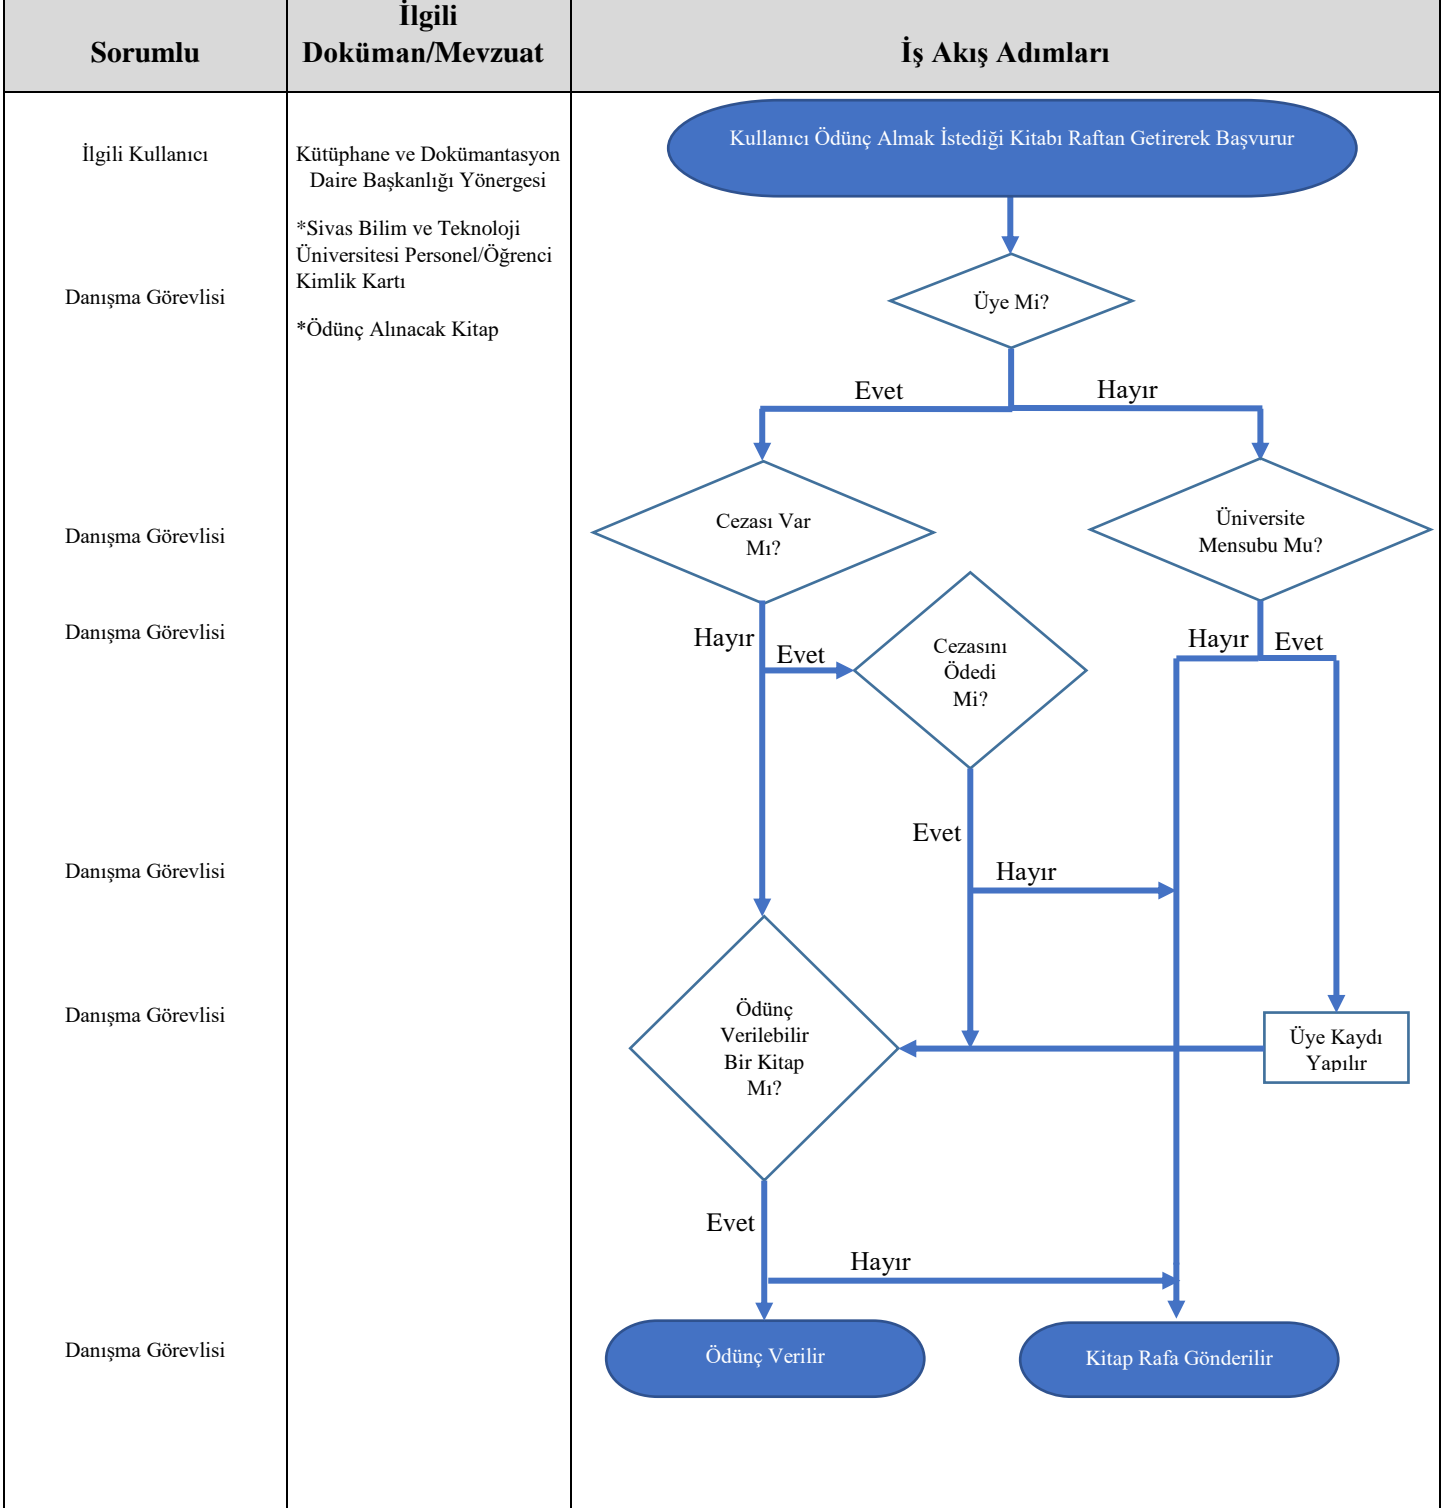 Sorumlu
İlgili
Doküman/Mevzuat
İş Akış Adımları
İlgili Kullanıcı
Danışma Görevlisi
Danışma Görevlisi
Danışma Görevlisi
Danışma Görevlisi
Danışma Görevlisi
Danışma Görevlisi
Kütüphane ve Dokümantasyon
Daire Başkanlığı Yönergesi
*Sivas Bilim ve Teknoloji
Üniversitesi Personel/Öğrenci
Kimlik Kartı
*Ödünç Alınacak Kitap
Kullanıcı Ödünç Almak İstediği Kitabı Raftan Getirerek Başvurur
Üye Mi?
Evet
Hayır
Cezası Var
Mı?
Üniversite
Mensubu Mu?
Hayır
Evet
Cezasını
Ödedi
Mi?
Hayır
Evet
Evet
Hayır
Ödünç
Verilebilir
Bir Kitap
Mı?
Üye Kaydı
Yapılır
Evet
Hayır
Ödünç Verilir
Kitap Rafa Gönderilir